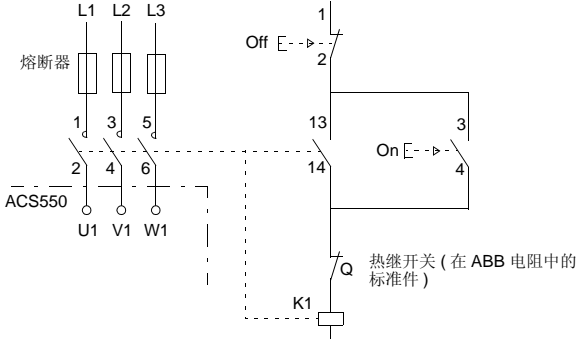 L1 L2 L3
1
Off
2
熔断器
1 3 5
13
3
On
2 4 6
14
4
ACS550
U1 V1 W1
Q
热继开关 ( 在 ABB 电阻中的
标准件 )
K1